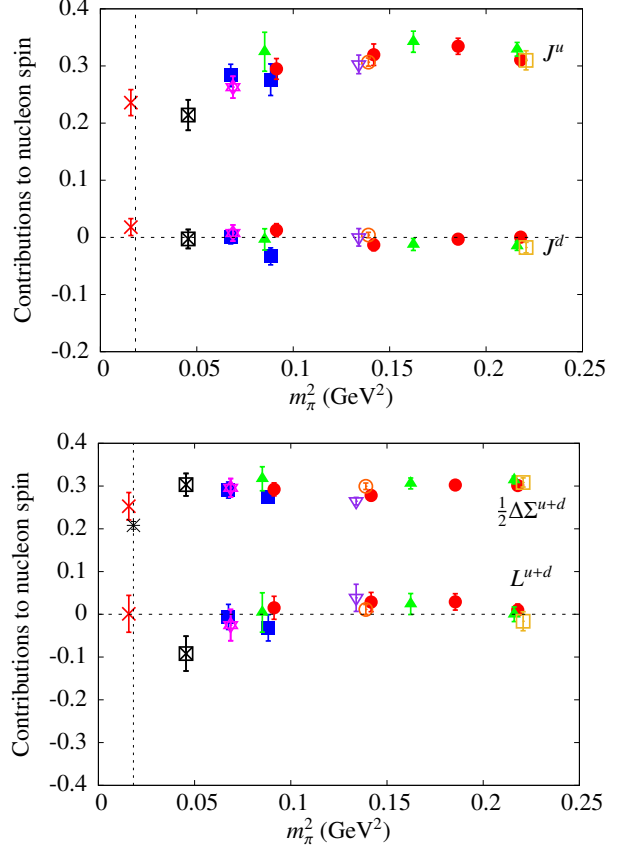 Contributions to nucleon spin
0.4
0.3
0.2
0.1
0
-0.1
-0.2
J^u
J^d
0 0.05 0.1 0.15 0.2 0.25
m_π^2 (GeV^2)
Contributions to nucleon spin
0.4
0.3
0.2
0.1
0
-0.1
-0.2
-0.3
-0.4
½ΔΣ^{u+d}
L^{u+d}
0 0.05 0.1 0.15 0.2 0.25
m_π^2 (GeV^2)